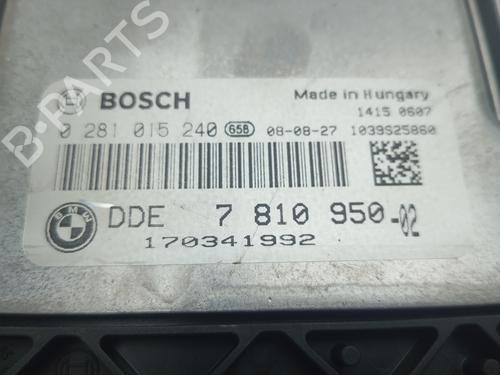 B-PARTS
BOSCH
Made in Hungary
1415 0607
0 281 015 240 658 08-08-27 1039S25860
BMW
DDE 7 810 950-02
170341992